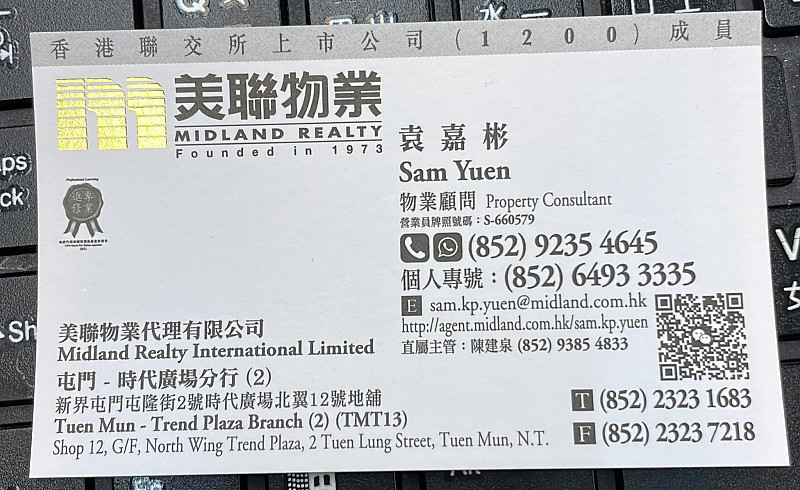 香港聯交所上市公司(1200)成員
美聯物業
MIDLAND REALTY
Founded in 1973
袁嘉彬
Sam Yuen
物業顧問 Property Consultant
營業員牌照號碼：S-660579
(852) 9235 4645
個人專號：(852) 6493 3335
E sam.kp.yuen@midland.com.hk
http://agent.midland.com.hk/sam.kp.yuen
直屬主管：陳建泉 (852) 9385 4833
Professional Learning
美聯物業代理有限公司
Midland Realty International Limited
屯門 - 時代廣場分行 (2)
新界屯門屯隆街2號時代廣場北翼12號地舖
Tuen Mun - Trend Plaza Branch (2) (TMT13)
Shop 12, G/F, North Wing Trend Plaza, 2 Tuen Lung Street, Tuen Mun, N.T.
T (852) 2323 1683
F (852) 2323 7218